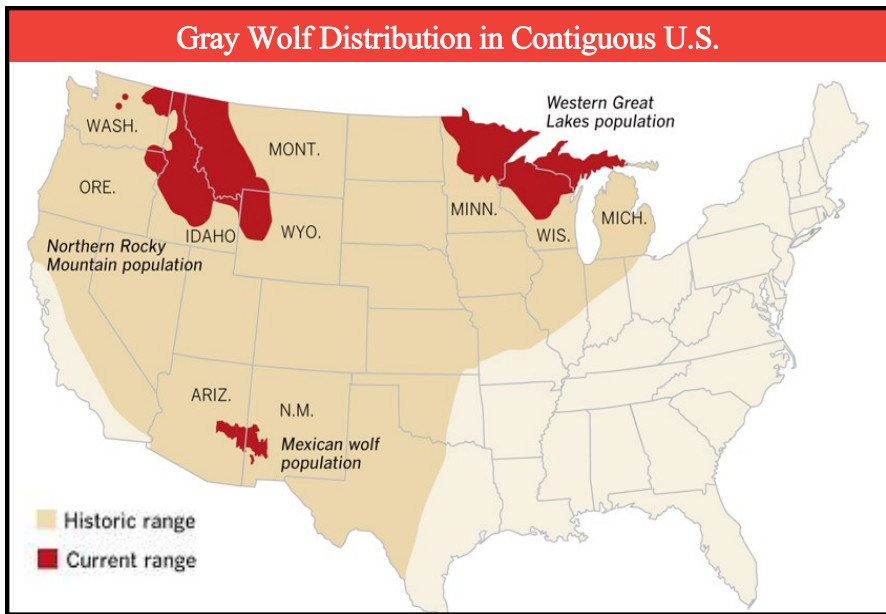 Gray Wolf Distribution in Contiguous U.S.
Western Great
Lakes population
WASH.
MONT.
ORE.
MINN.
MICH.
IDAHO
WYO.
WIS.
Northern Rocky
Mountain population
ARIZ.
N.M.
Mexican wolf
population
Historic range
Current range